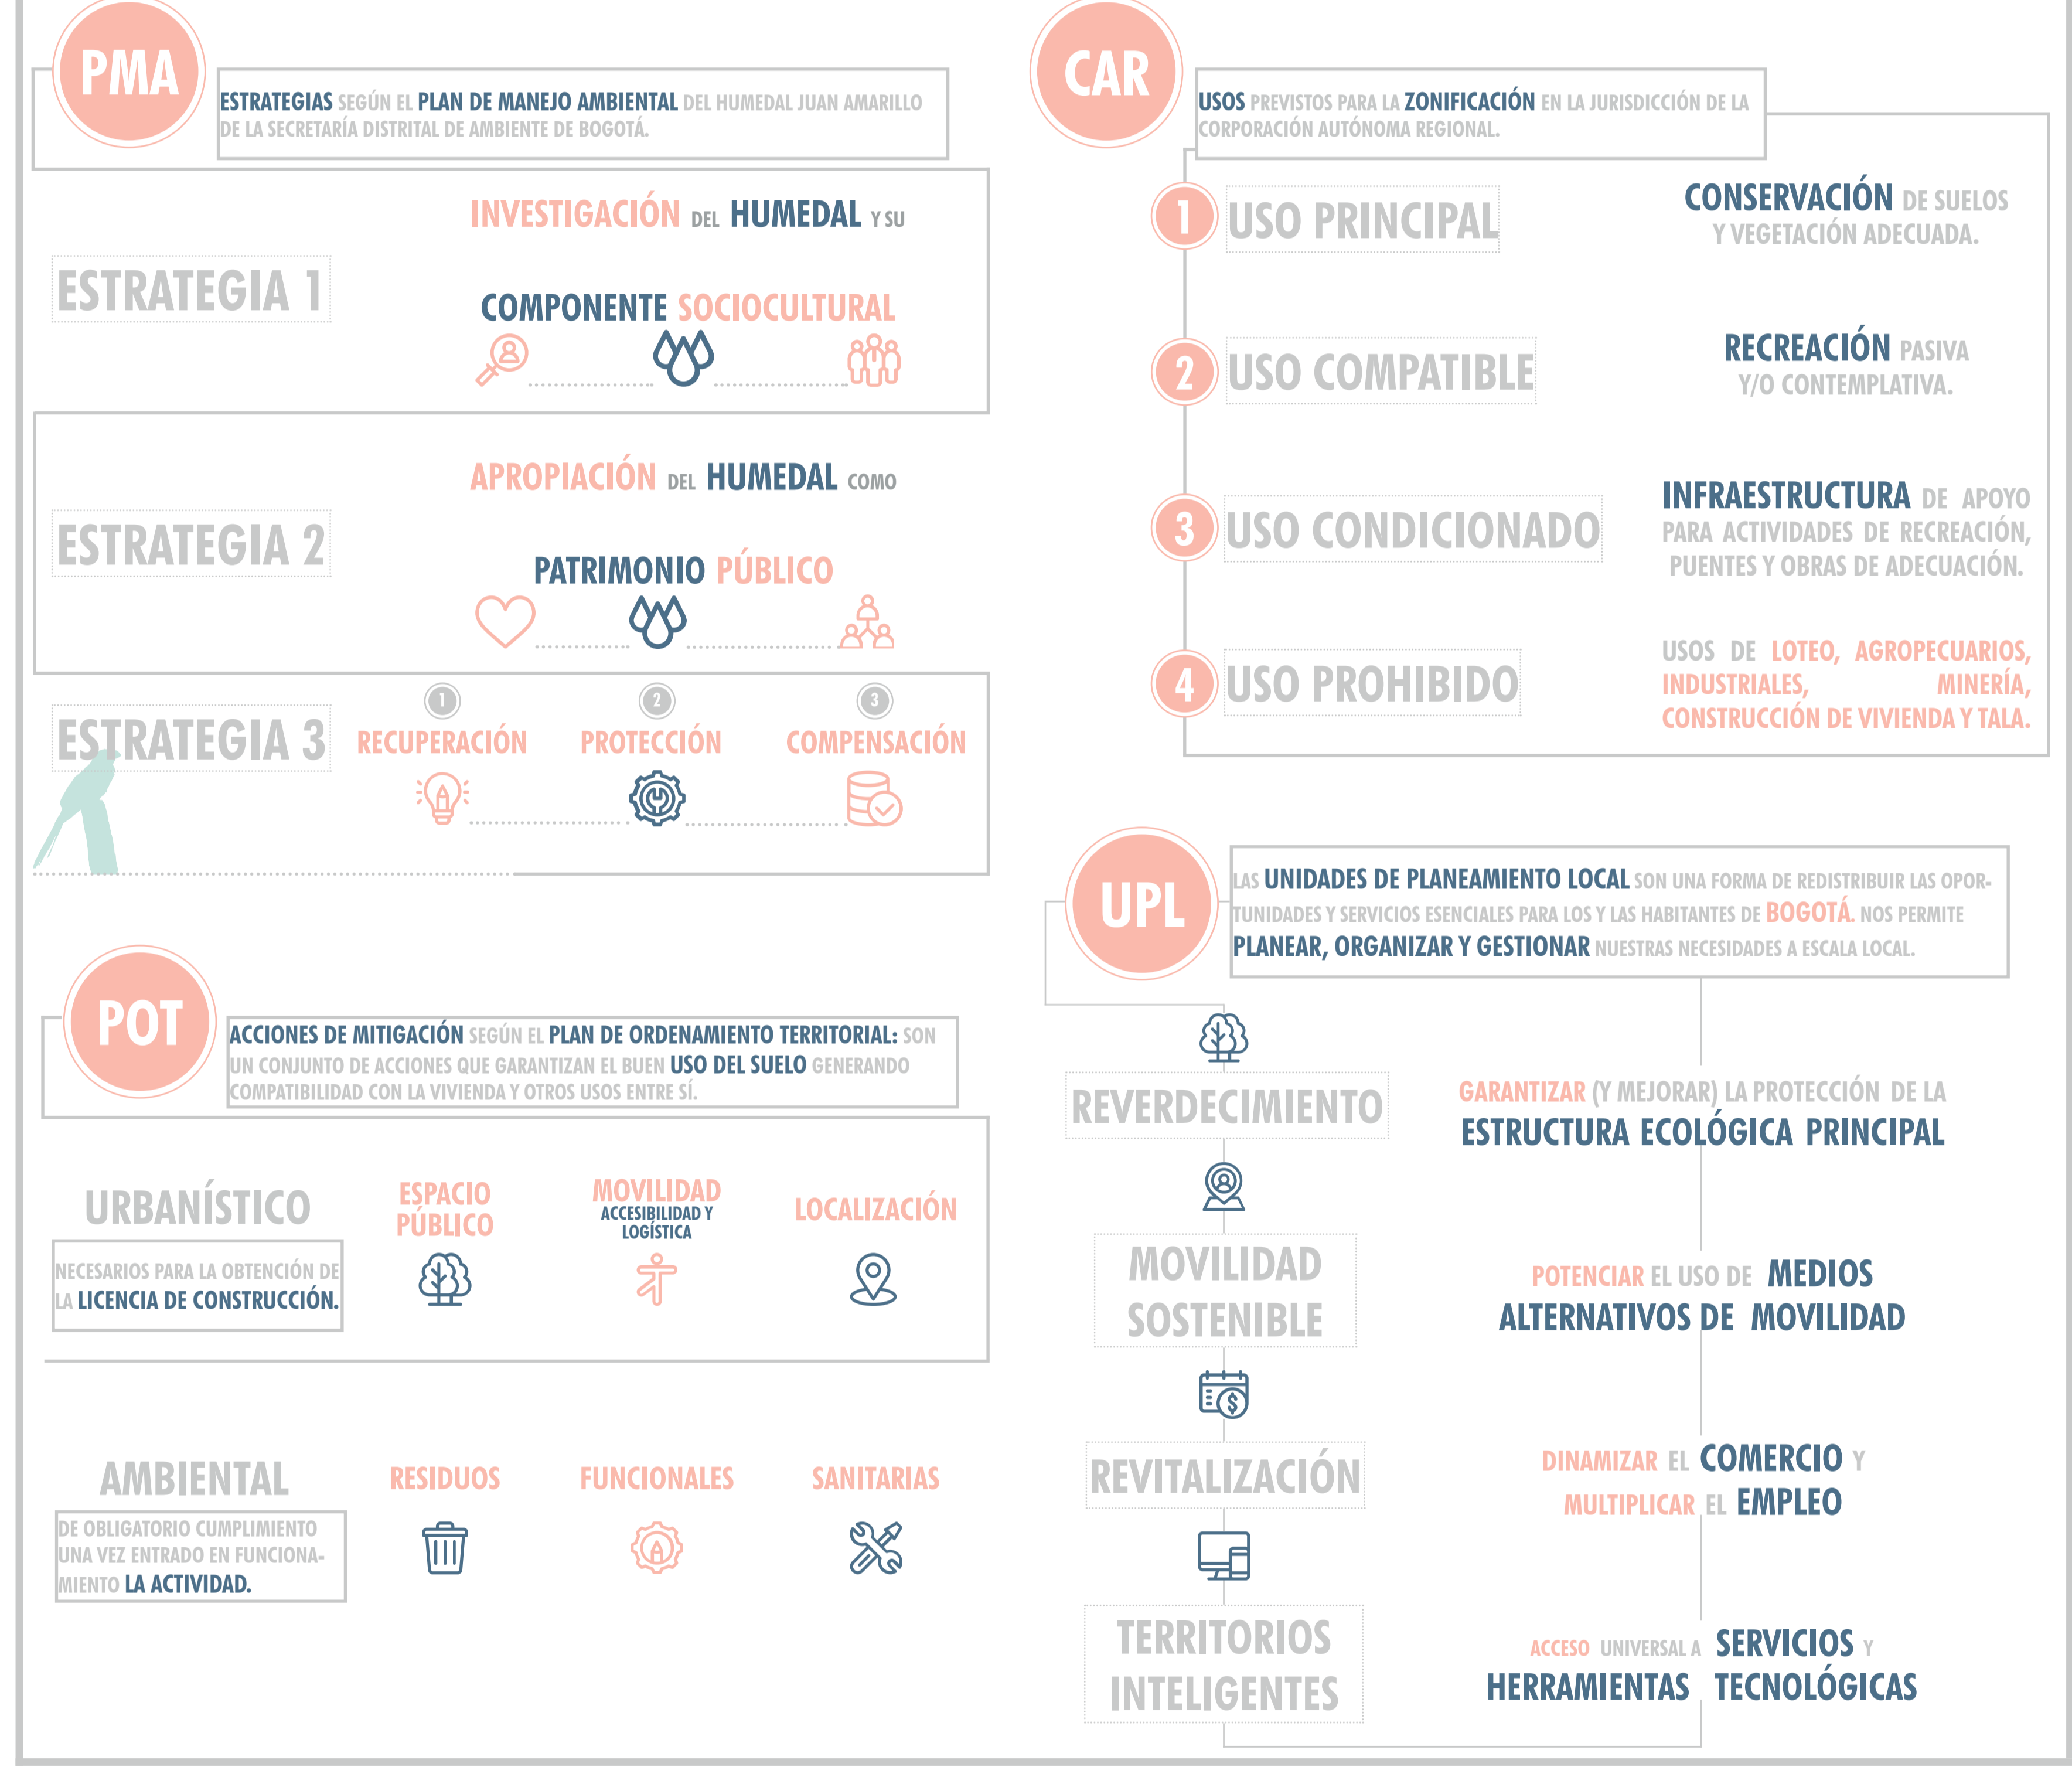 PMA
ESTRATEGIAS SEGÚN EL PLAN DE MANEJO AMBIENTAL DEL HUMEDAL JUAN AMARILLO
DE LA SECRETARÍA DISTRITAL DE AMBIENTE DE BOGOTÁ.
ESTRATEGIA 1
INVESTIGACIÓN DEL HUMEDAL Y SU
COMPONENTE SOCIOCULTURAL
ESTRATEGIA 2
APROPIACIÓN DEL HUMEDAL COMO
PATRIMONIO PÚBLICO
ESTRATEGIA 3
1
RECUPERACIÓN
2
PROTECCIÓN
3
COMPENSACIÓN
POT
ACCIONES DE MITIGACIÓN SEGÚN EL PLAN DE ORDENAMIENTO TERRITORIAL: SON
UN CONJUNTO DE ACCIONES QUE GARANTIZAN EL BUEN USO DEL SUELO GENERANDO
COMPATIBILIDAD CON LA VIVIENDA Y OTROS USOS ENTRE SÍ.
URBANÍSTICO
NECESARIOS PARA LA OBTENCIÓN DE
LA LICENCIA DE CONSTRUCCIÓN.
ESPACIO
PÚBLICO
MOVILIDAD
ACCESIBILIDAD Y
LOGÍSTICA
LOCALIZACIÓN
AMBIENTAL
DE OBLIGATORIO CUMPLIMIENTO
UNA VEZ ENTRADO EN FUNCIONA-
MIENTO LA ACTIVIDAD.
RESIDUOS
FUNCIONALES
SANITARIAS
CAR
USOS PREVISTOS PARA LA ZONIFICACIÓN EN LA JURISDICCIÓN DE LA
CORPORACIÓN AUTÓNOMA REGIONAL.
1 USO PRINCIPAL
CONSERVACIÓN DE SUELOS
Y VEGETACIÓN ADECUADA.
2 USO COMPATIBLE
RECREACIÓN PASIVA
Y/O CONTEMPLATIVA.
3 USO CONDICIONADO
INFRAESTRUCTURA DE APOYO
PARA ACTIVIDADES DE RECREACIÓN,
PUENTES Y OBRAS DE ADECUACIÓN.
4 USO PROHIBIDO
USOS DE LOTEO, AGROPECUARIOS,
INDUSTRIALES, MINERÍA,
CONSTRUCCIÓN DE VIVIENDA Y TALA.
UPL
LAS UNIDADES DE PLANEAMIENTO LOCAL SON UNA FORMA DE REDISTRIBUIR LAS OPOR-
TUNIDADES Y SERVICIOS ESENCIALES PARA LOS Y LAS HABITANTES DE BOGOTÁ. NOS PERMITE
PLANEAR, ORGANIZAR Y GESTIONAR NUESTRAS NECESIDADES A ESCALA LOCAL.
REVERDECIMIENTO
GARANTIZAR (Y MEJORAR) LA PROTECCIÓN DE LA
ESTRUCTURA ECOLÓGICA PRINCIPAL
MOVILIDAD
SOSTENIBLE
POTENCIAR EL USO DE MEDIOS
ALTERNATIVOS DE MOVILIDAD
$
REVITALIZACIÓN
DINAMIZAR EL COMERCIO Y
MULTIPLICAR EL EMPLEO
TERRITORIOS
INTELIGENTES
ACCESO UNIVERSAL A SERVICIOS Y
HERRAMIENTAS TECNOLÓGICAS